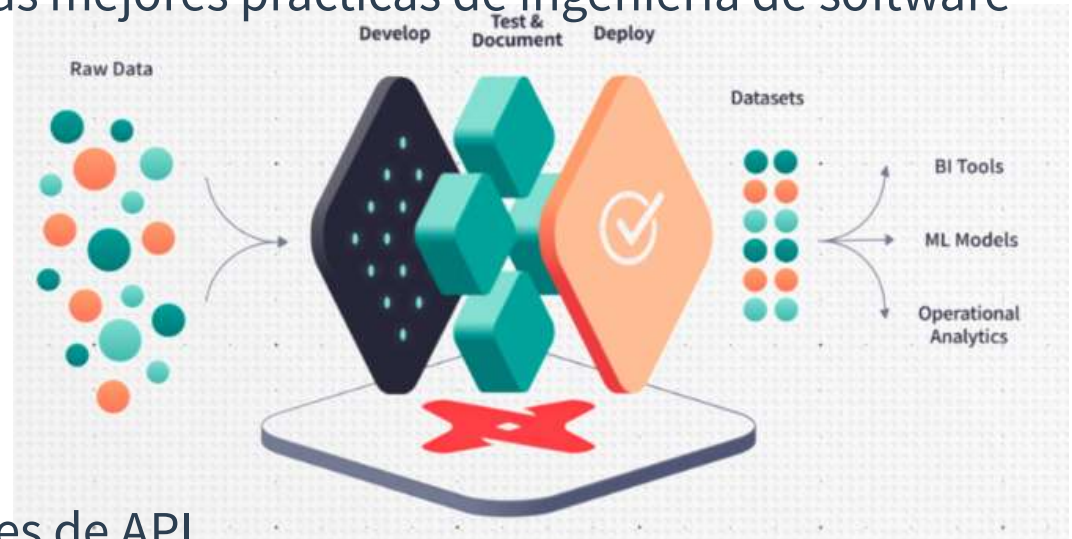 as mejores prácticas de ingeniería de software
Develop
Test &
Document
Deploy
Raw Data
Datasets
BI Tools
ML Models
Operational
Analytics
es de API